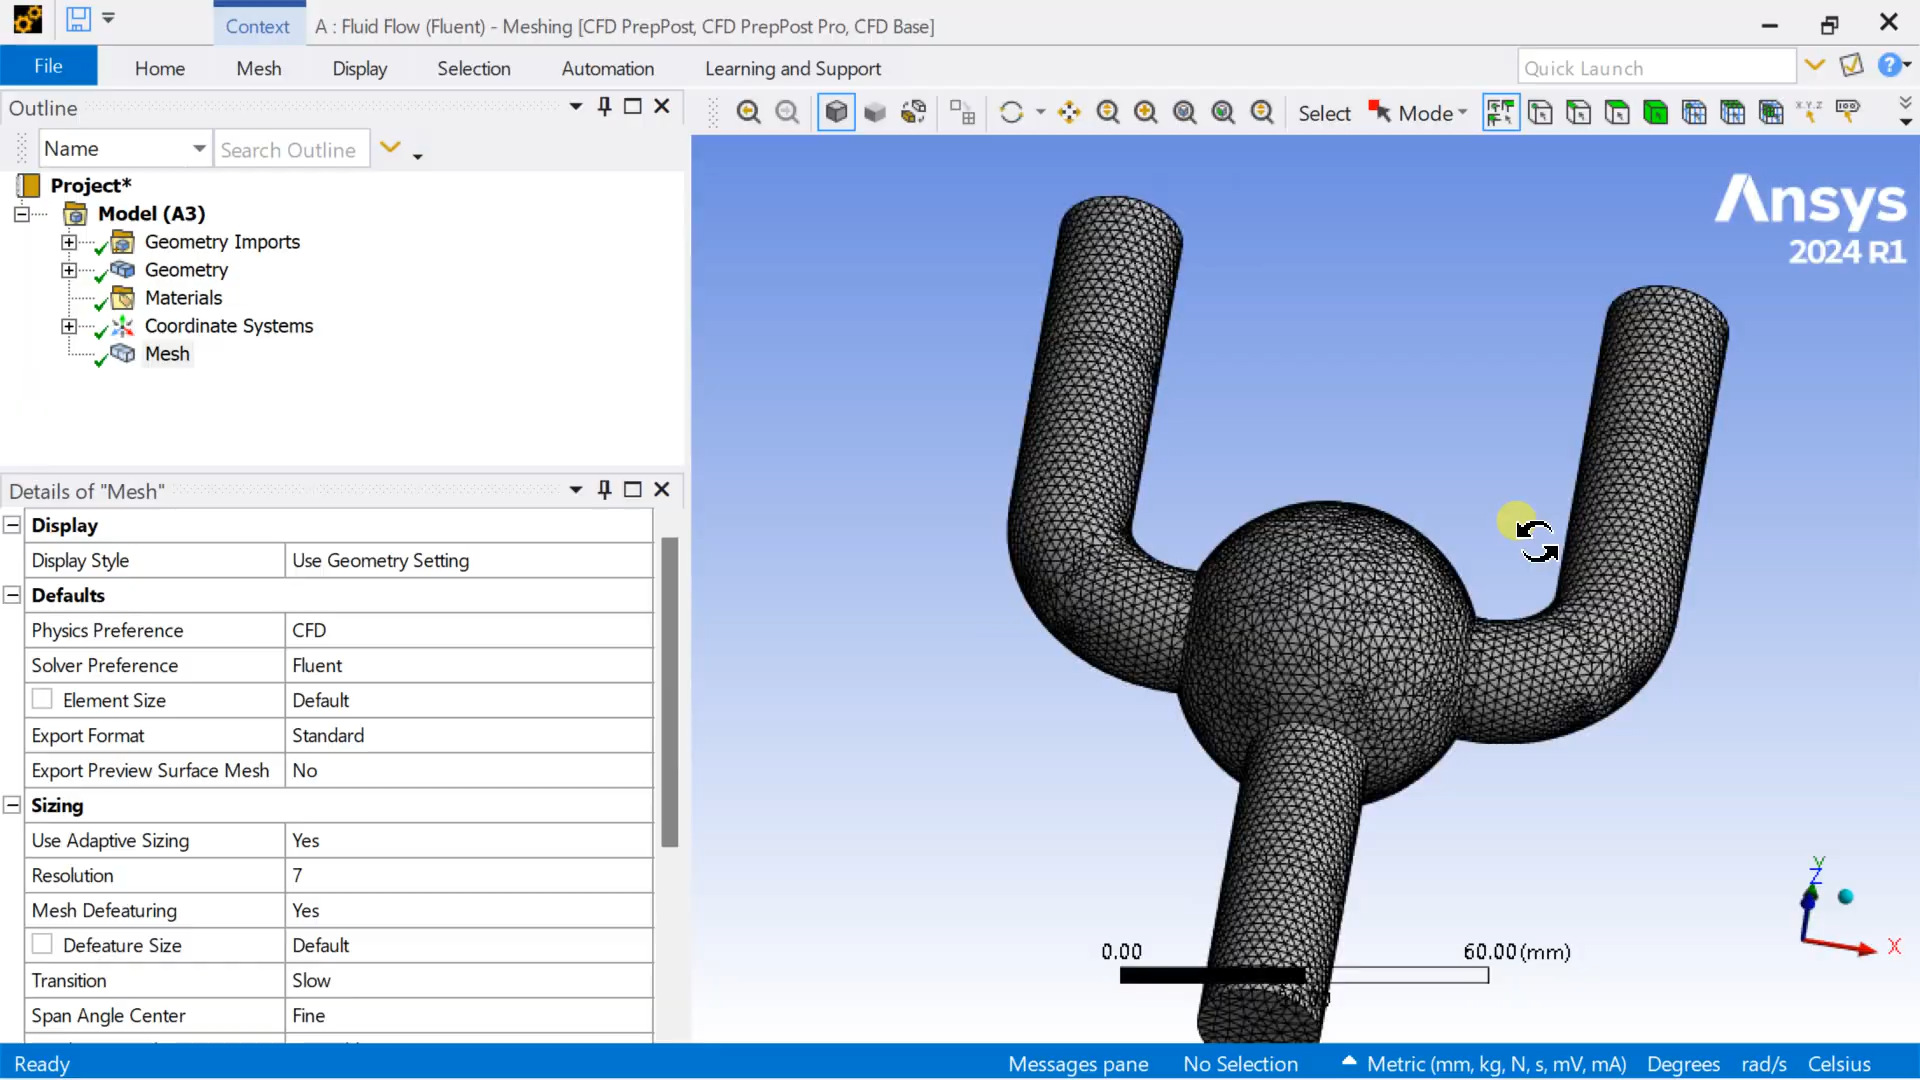 Context
A : Fluid Flow (Fluent) - Meshing [CFD PrepPost, CFD PrepPost Pro, CFD Base]
File
Home
Mesh
Display
Selection
Automation
Learning and Support
Quick Launch
Outline
Name
Search Outline
Select
Mode
Project*
Model (A3)
Geometry Imports
Geometry
Materials
Coordinate Systems
Mesh
Ansys
2024 R1
Details of "Mesh"
Display
Display Style Use Geometry Setting
Defaults
Physics Preference CFD
Solver Preference Fluent
Element Size Default
Export Format Standard
Export Preview Surface Mesh No
Sizing
Use Adaptive Sizing Yes
Resolution 7
Mesh Defeaturing Yes
Defeature Size Default
Transition Slow
Span Angle Center Fine
0.00
60.00(mm)
Y
Z
X
Ready
Messages pane
No Selection
Metric (mm, kg, N, s, mV, mA)
Degrees
rad/s
Celsius